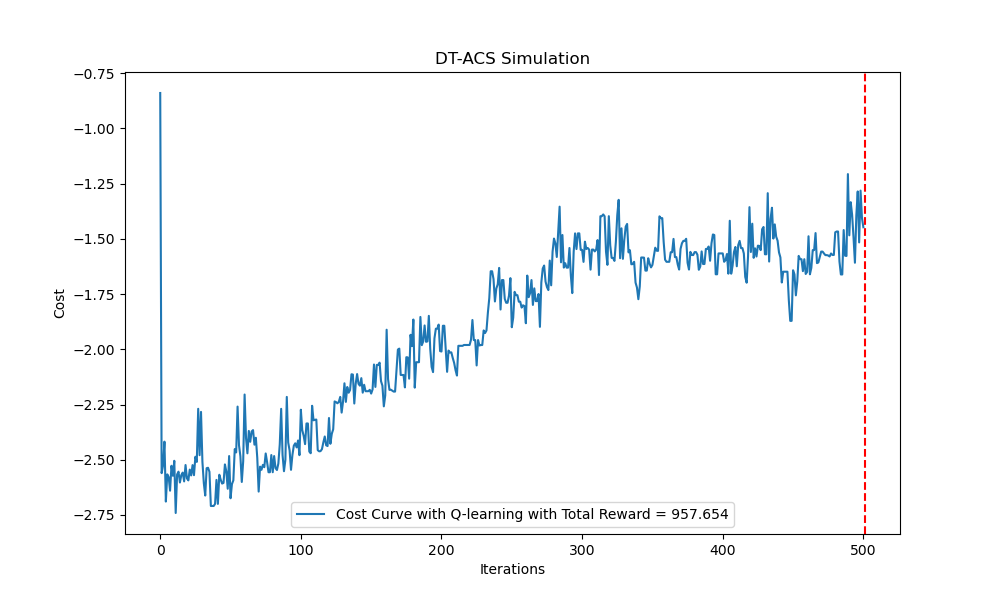 DT-ACS Simulation
−0.75
−1.00
−1.25
−1.50
−1.75
−2.00
−2.25
−2.50
−2.75
Cost
Cost Curve with Q-learning with Total Reward = 957.654
0 100 200 300 400 500
Iterations